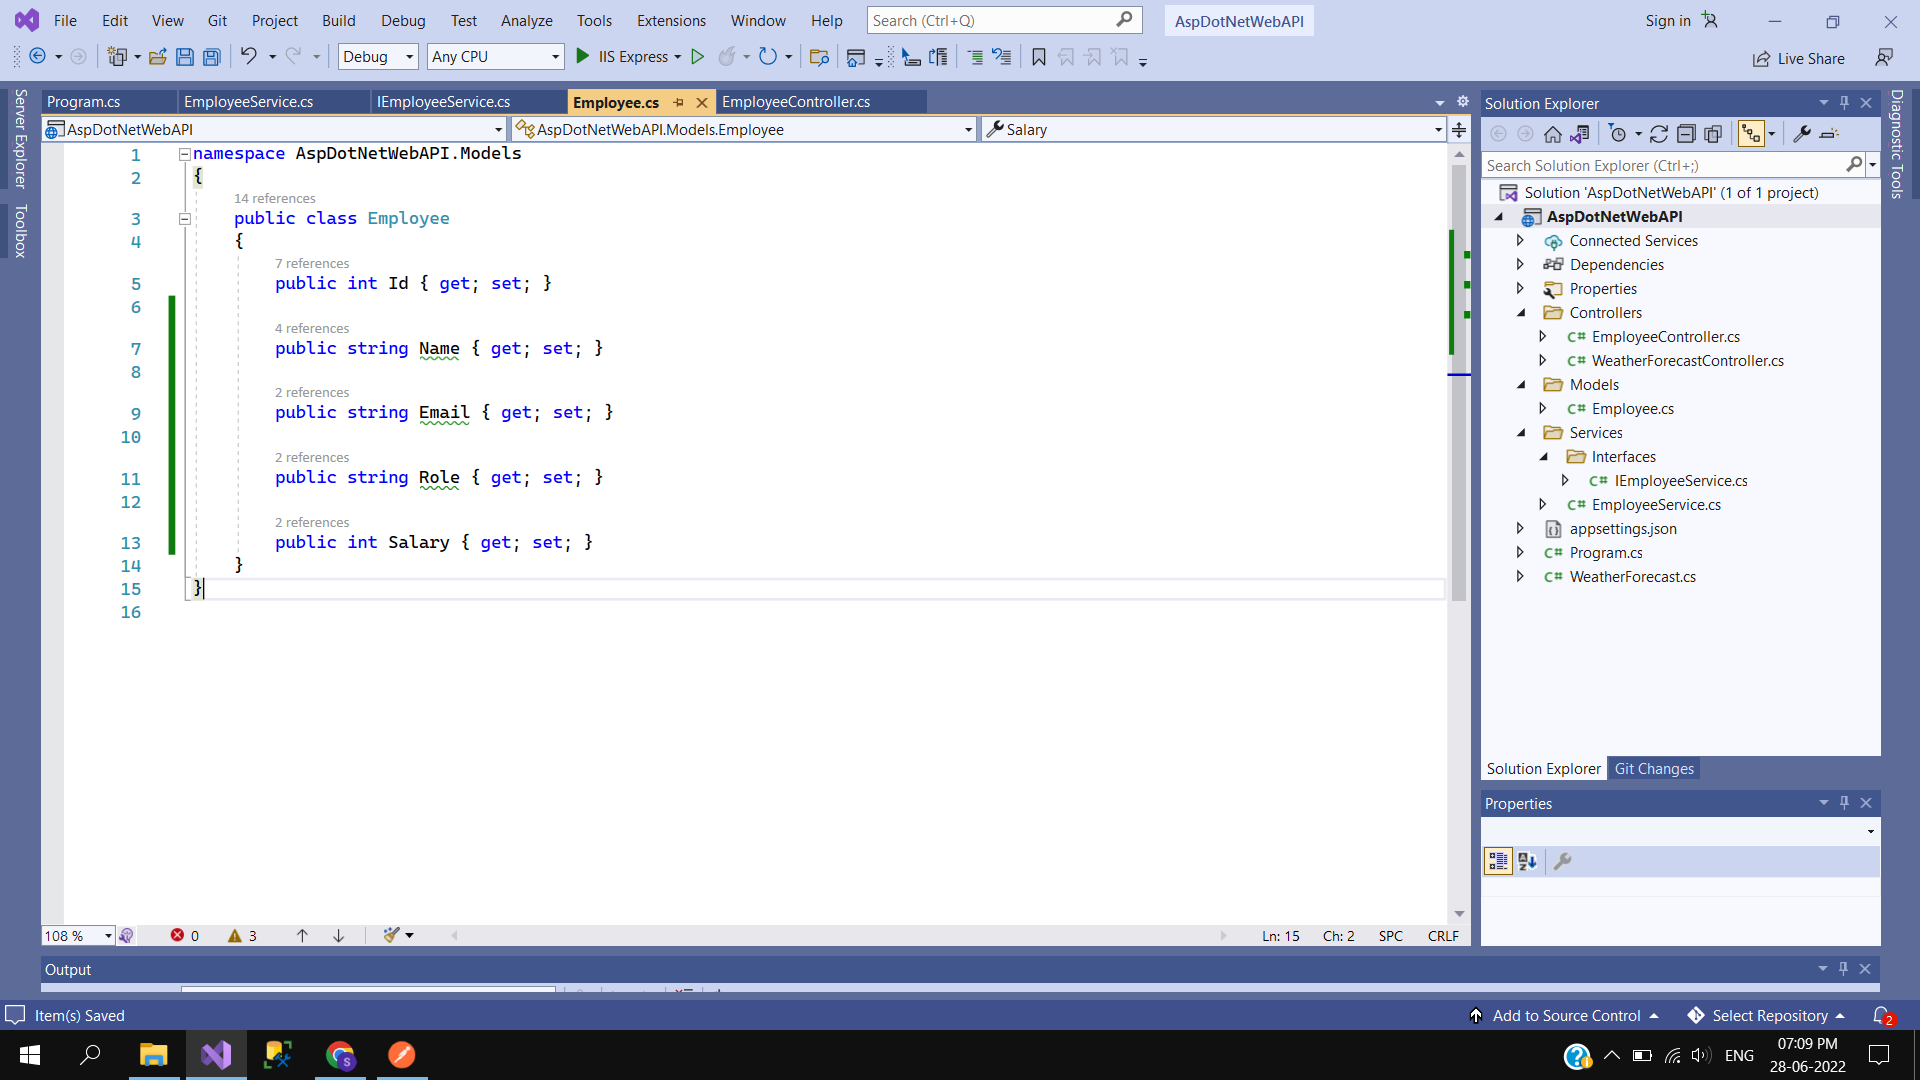 File Edit View Git Project Build Debug Test Analyze Tools Extensions Window Help Search (Ctrl+Q) AspDotNetWebAPI Sign in
Debug Any CPU IIS Express Live Share
Server Explorer
Toolbox
Program.cs EmployeeService.cs IEmployeeService.cs Employee.cs EmployeeController.cs
AspDotNetWebAPI AspDotNetWebAPI.Models.Employee Salary
1 namespace AspDotNetWebAPI.Models
2 {
14 references
3 public class Employee
4 {
7 references
5 public int Id { get; set; }
6
4 references
7 public string Name { get; set; }
8
2 references
9 public string Email { get; set; }
10
2 references
11 public string Role { get; set; }
12
2 references
13 public int Salary { get; set; }
14 }
15 }
16
108 % 0 3 Ln: 15 Ch: 2 SPC CRLF
Solution Explorer
Search Solution Explorer (Ctrl+;)
Solution 'AspDotNetWebAPI' (1 of 1 project)
AspDotNetWebAPI
Connected Services
Dependencies
Properties
Controllers
C# EmployeeController.cs
C# WeatherForecastController.cs
Models
C# Employee.cs
Services
Interfaces
C# IEmployeeService.cs
C# EmployeeService.cs
appsettings.json
C# Program.cs
C# WeatherForecast.cs
Solution Explorer Git Changes
Properties
Diagnostic Tools
Output
Item(s) Saved Add to Source Control Select Repository 2
ENG 07:09 PM
28-06-2022